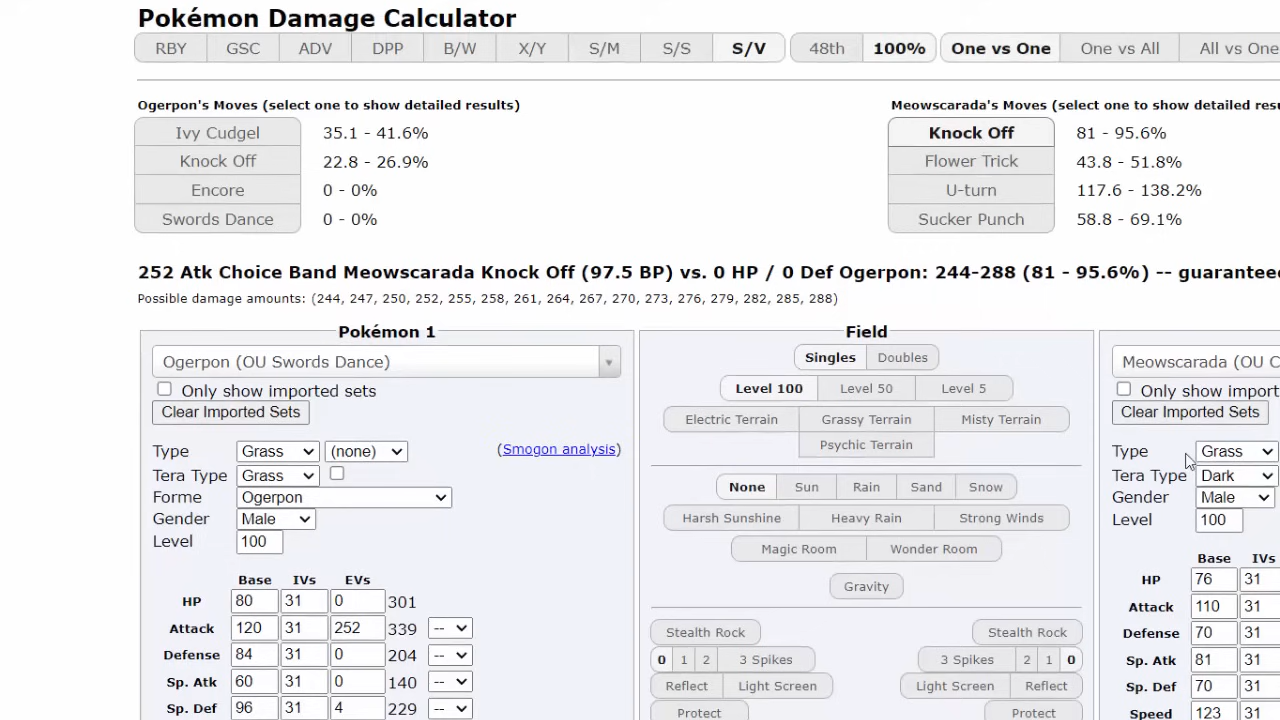 Pokémon Damage Calculator
RBY GSC ADV DPP B/W X/Y S/M S/S S/V 48th 100% One vs One One vs All All vs One
Ogerpon's Moves (select one to show detailed results)
Ivy Cudgel 35.1 - 41.6%
Knock Off 22.8 - 26.9%
Encore 0 - 0%
Swords Dance 0 - 0%
Meowscarada's Moves (select one to show detailed resu
Knock Off 81 - 95.6%
Flower Trick 43.8 - 51.8%
U-turn 117.6 - 138.2%
Sucker Punch 58.8 - 69.1%
252 Atk Choice Band Meowscarada Knock Off (97.5 BP) vs. 0 HP / 0 Def Ogerpon: 244-288 (81 - 95.6%) -- guarantee
Possible damage amounts: (244, 247, 250, 252, 255, 258, 261, 264, 267, 270, 273, 276, 279, 282, 285, 288)
Pokémon 1
Ogerpon (OU Swords Dance)
Only show imported sets
Clear Imported Sets
Type Grass (none) (Smogon analysis)
Tera Type Grass
Forme Ogerpon
Gender Male
Level 100
Base IVs EVs
HP 80 31 0 301
Attack 120 31 252 339 --
Defense 84 31 0 204 --
Sp. Atk 60 31 0 140 --
Sp. Def 96 31 4 229 --
Field
Singles Doubles
Level 100 Level 50 Level 5
Electric Terrain Grassy Terrain Misty Terrain
Psychic Terrain
None Sun Rain Sand Snow
Harsh Sunshine Heavy Rain Strong Winds
Magic Room Wonder Room
Gravity
Stealth Rock Stealth Rock
0 1 2 3 Spikes 3 Spikes 2 1 0
Reflect Light Screen Light Screen Reflect
Protect Protect
Meowscarada (OU C
Only show import
Clear Imported Sets
Type Grass
Tera Type Dark
Gender Male
Level 100
Base IVs
HP 76 31
Attack 110 31
Defense 70 31
Sp. Atk 81 31
Sp. Def 70 31
Speed 123 31